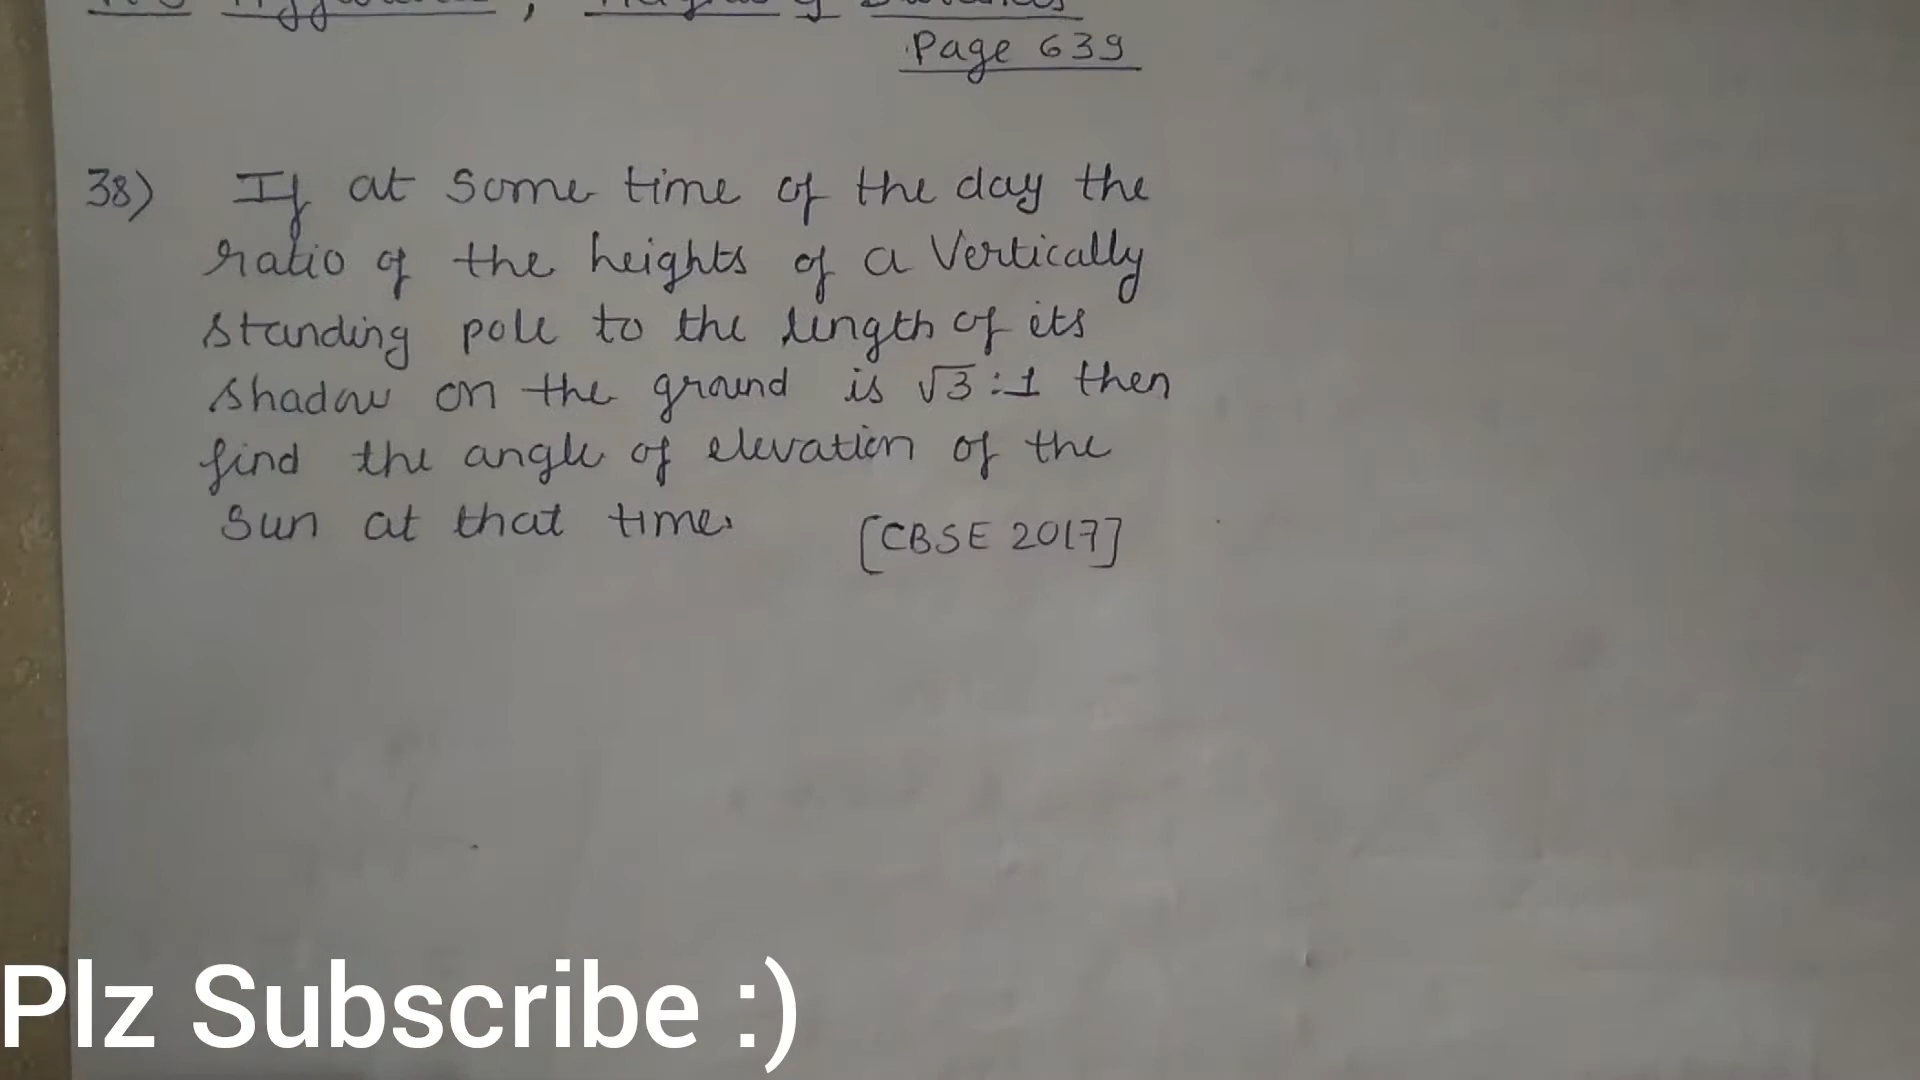 Page 639
38) If at some time of the day the
ratio of the heights of a Vertically
standing pole to the length of its
shadow on the ground is √3:1 then
find the angle of elevation of the
sun at that time.
[CBSE 2017]
Plz Subscribe :)